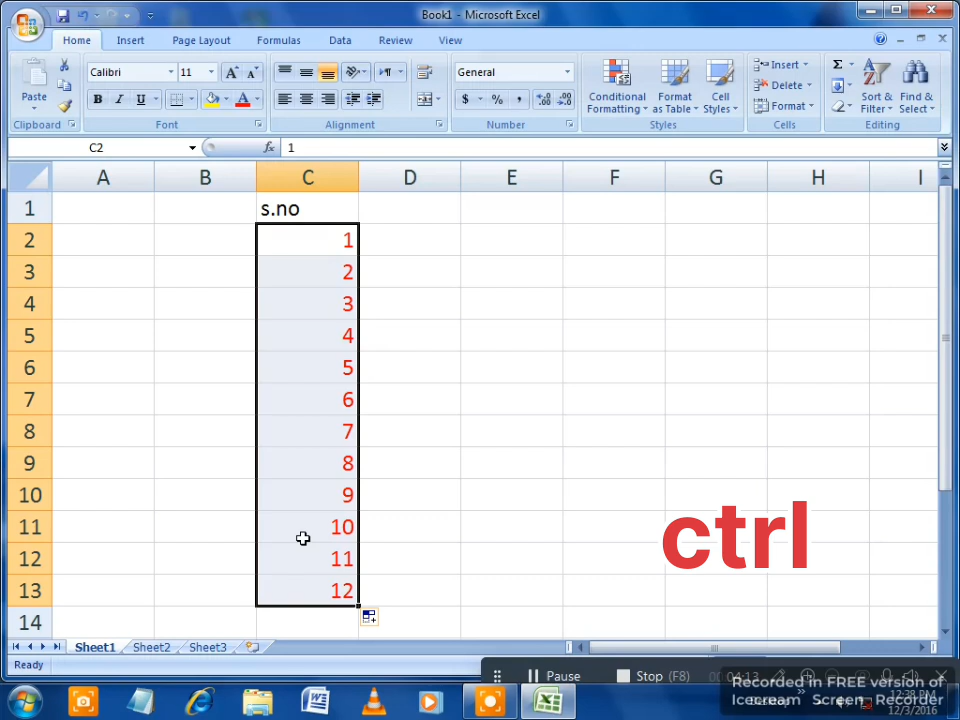 Book1 - Microsoft Excel
Home Insert Page Layout Formulas Data Review View
Paste
Calibri 11
B I U
General
$ % ,
Conditional Formatting
Format as Table
Cell Styles
Insert
Delete
Format
Σ
Sort & Filter
Find & Select
Clipboard Font Alignment Number Styles Cells Editing
C2 fx 1
A B C D E F G H I
1 s.no
2 1
3 2
4 3
5 4
6 5
7 6
8 7
9 8
10 9
11 10
12 11
13 12
14
ctrl
Sheet1 Sheet2 Sheet3
Ready
Pause Stop (F8)
Recorded in FREE version of
Icecream Screen Recorder
12:38 PM
12/3/2016